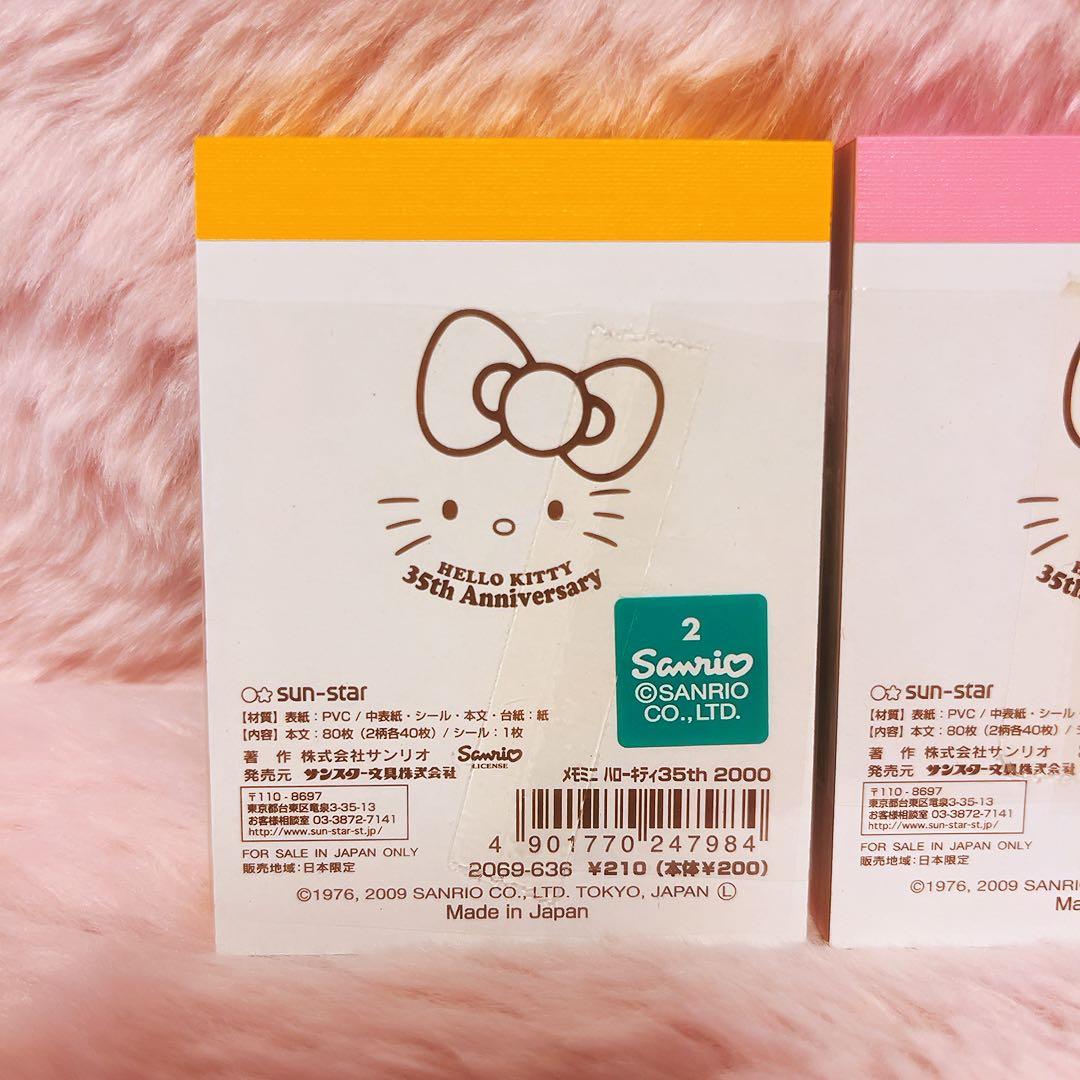 HELLO KITTY
35th Anniversary
2
Sanrio
©SANRIO
CO.,LTD.
sun-star
【材質】表紙：PVC / 中表紙・シール・本文・台紙：紙
【内容】本文：80枚（2柄各40枚）/ シール：1枚
著 作 株式会社サンリオ Sanrio LICENSE
発売元 サンスター文具株式会社
〒110-8697
東京都台東区竜泉3-35-13
お客様相談室 03-3872-7141
http://www.sun-star-st.jp/
FOR SALE IN JAPAN ONLY
販売地域：日本限定
メモミニ ハローキティ35th 2000
4 901770 247984
2069-636 ¥210（本体¥200）
©1976, 2009 SANRIO CO., LTD. TOKYO, JAPAN Ⓛ
Made in Japan
35th
sun-star
【材質】表紙：PVC / 中表紙・シール
【内容】本文：80枚（2柄各40枚）/
著 作 株式会社サンリオ
発売元 サンスター文具株式会社
〒110-8697
東京都台東区竜泉3-35-13
お客様相談室 03-3872-7141
http://www.sun-star-st.jp/
FOR SALE IN JAPAN ONLY
販売地域：日本限定
©1976, 2009 SANRI
Ma